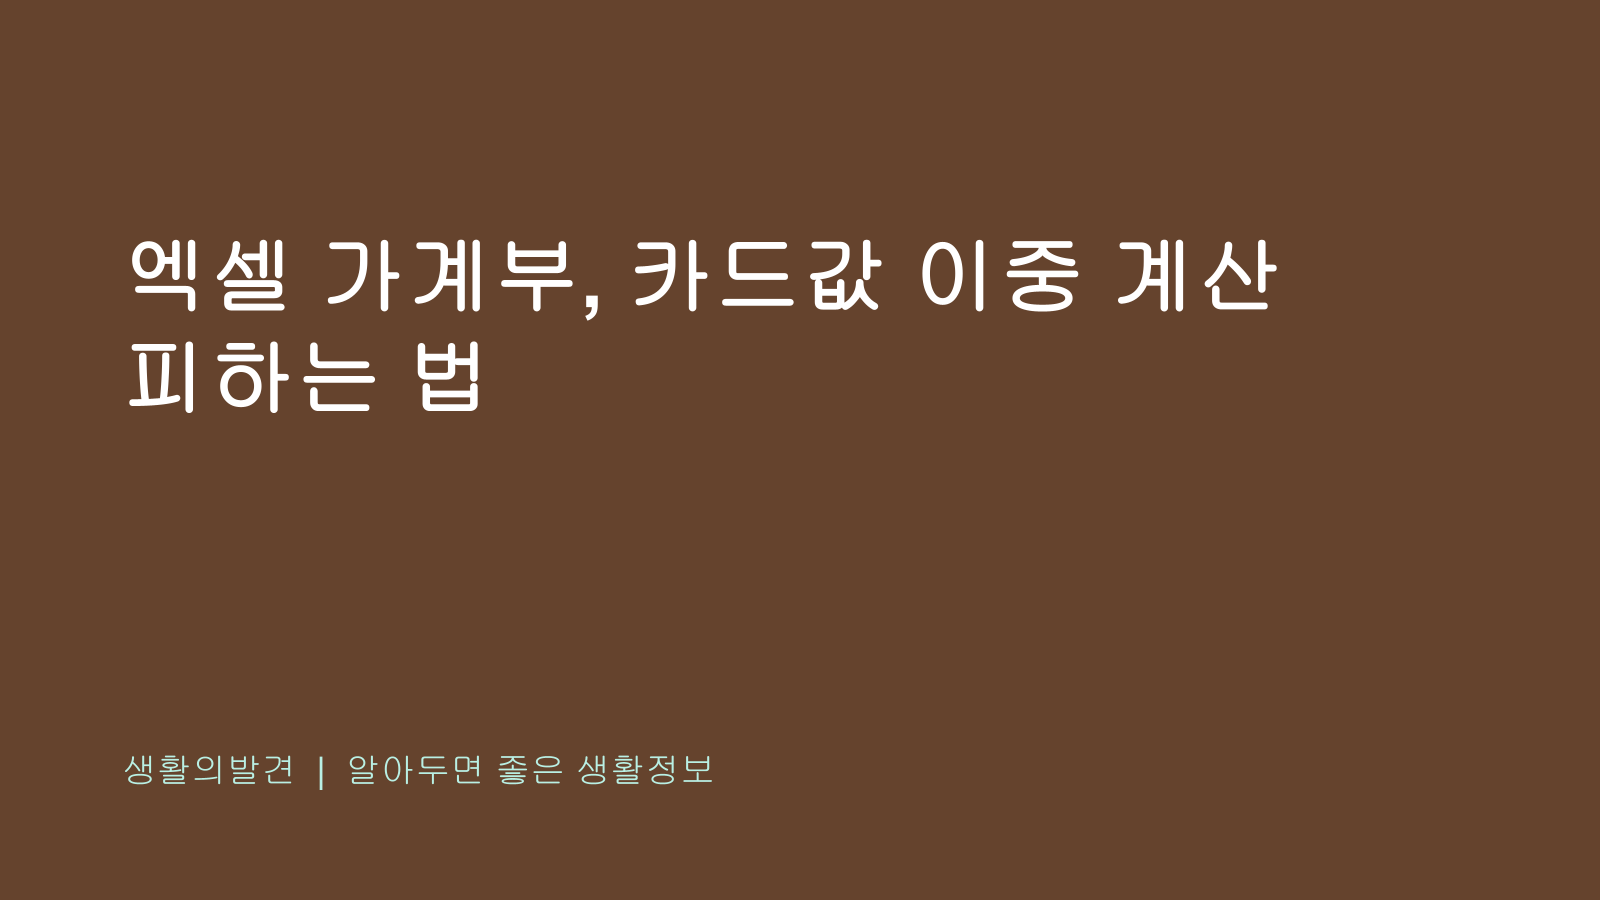 엑셀 가계부, 카드값 이중 계산
피하는 법
생활의발견 | 알아두면 좋은 생활정보